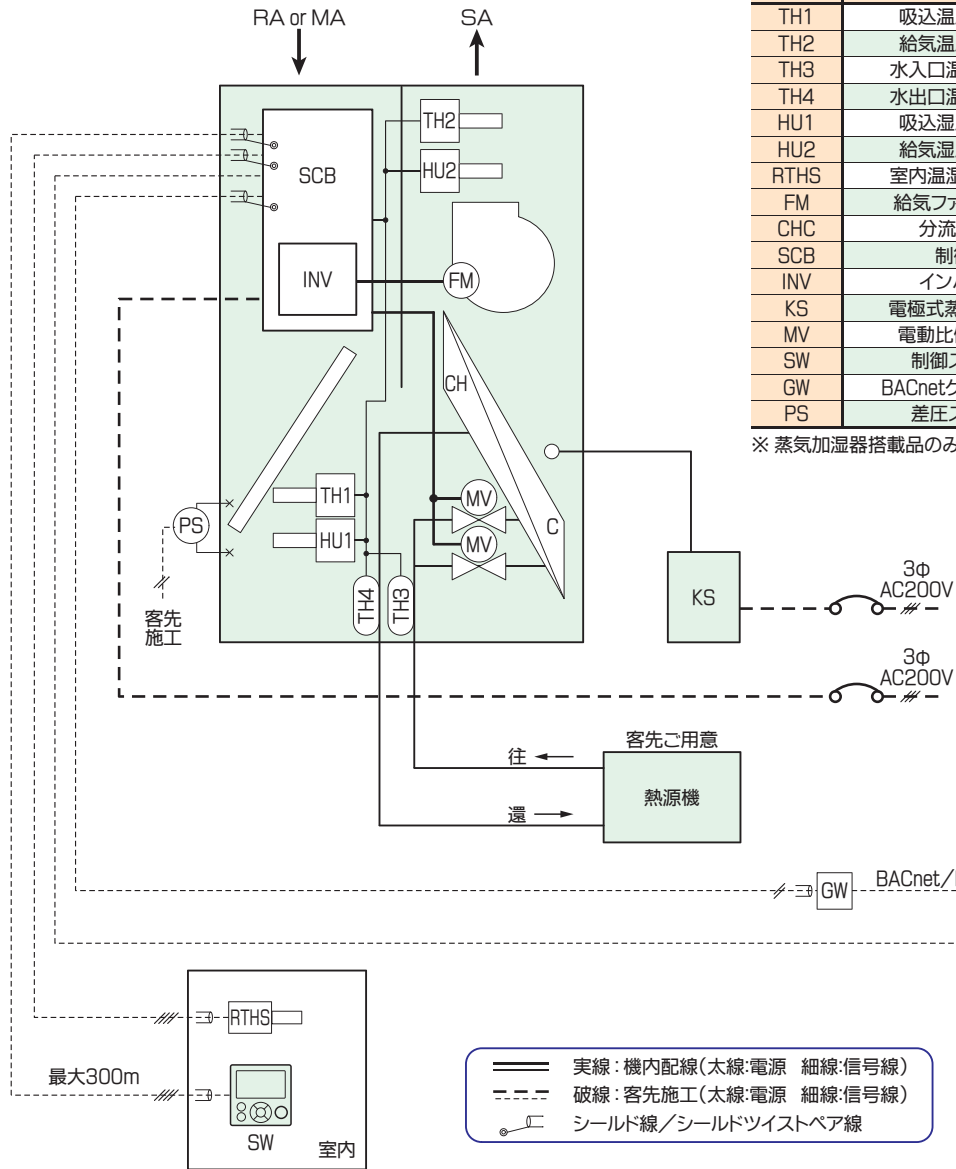 RA or MA
SA
TH1 吸込温
TH2 給気温
TH3 水入口温
TH4 水出口温
HU1 吸込湿
HU2 給気湿
RTHS 室内温湿
FM 給気ファ
CHC 分流
SCB 制
INV イン
KS 電極式蒸
MV 電動比
SW 制御ス
GW BACnetゲ
PS 差圧ス
※ 蒸気加湿器搭載品のみ
TH2
HU2
SCB
INV
FM
CH
TH1
HU1
PS
MV
MV
C
TH4
TH3
客先
施工
KS
3Φ
AC200V
3Φ
AC200V
客先ご用意
往
熱源機
還
GW
BACnet/
RTHS
最大300m
SW
室内
実線:機内配線(太線:電源 細線:信号線)
破線:客先施工(太線:電源 細線:信号線)
シールド線/シールドツイストペア線